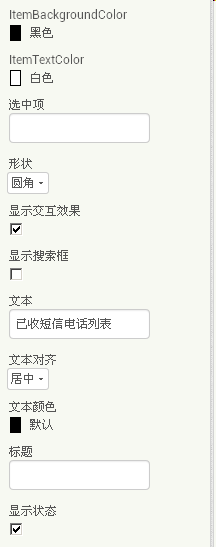 ItemBackgroundColor
黑色
ItemTextColor
白色
选中项
形状
圆角
显示交互效果
显示搜索框
文本
已收短信电话列表
文本对齐
居中
文本颜色
默认
标题
显示状态